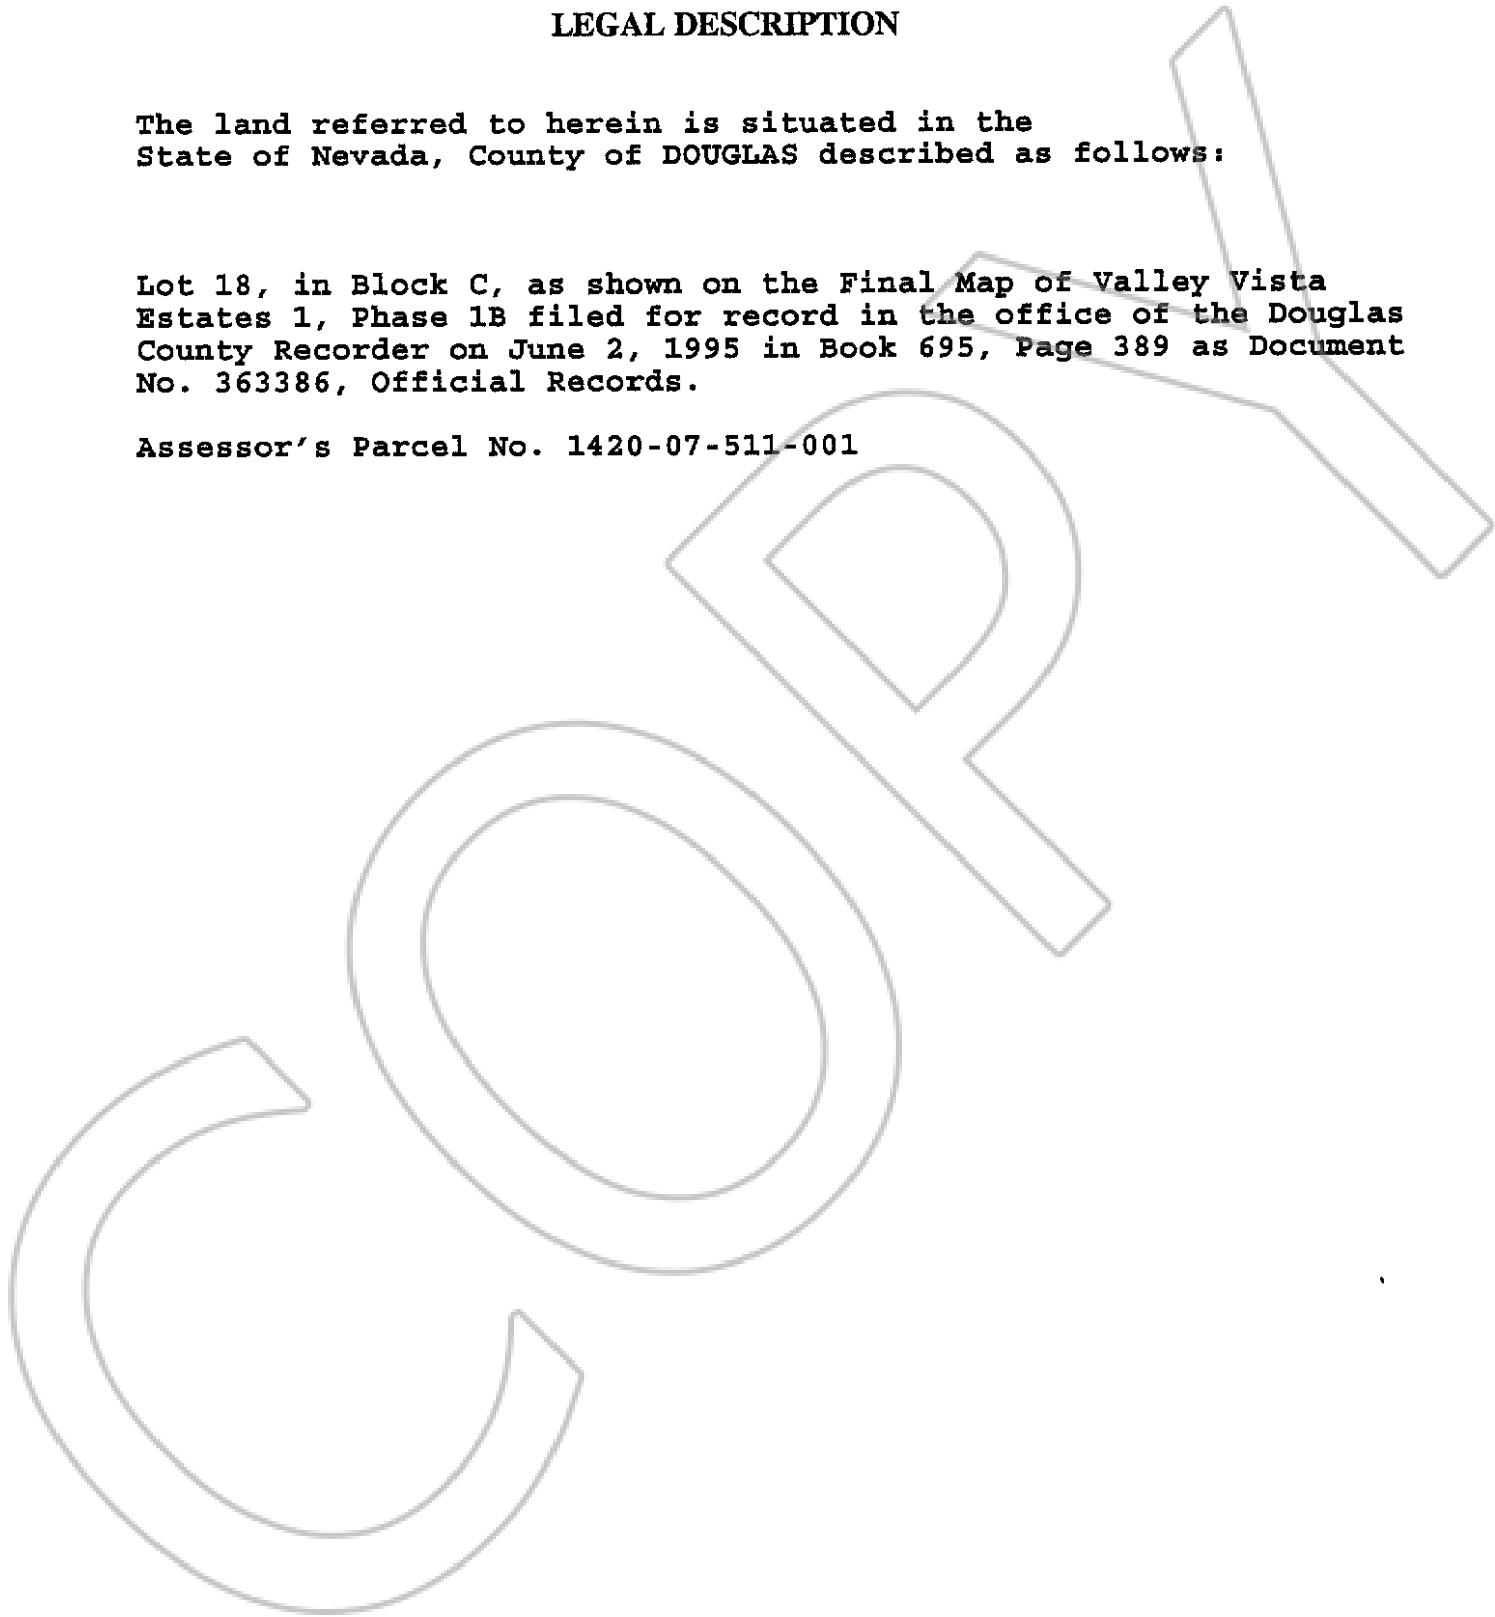 LEGAL DESCRIPTION
The land referred to herein is situated in the
State of Nevada, County of DOUGLAS described as follows:
Lot 18, in Block C, as shown on the Final Map of Valley Vista
Estates 1, Phase 1B filed for record in the office of the Douglas
County Recorder on June 2, 1995 in Book 695, Page 389 as Document
No. 363386, Official Records.
Assessor's Parcel No. 1420-07-511-001
COPY